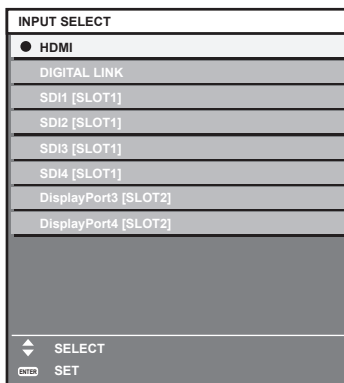 INPUT SELECT
HDMI
DIGITAL LINK
SDI1 [SLOT1]
SDI2 [SLOT1]
SDI3 [SLOT1]
SDI4 [SLOT1]
DisplayPort3 [SLOT2]
DisplayPort4 [SLOT2]
SELECT
ENTER SET